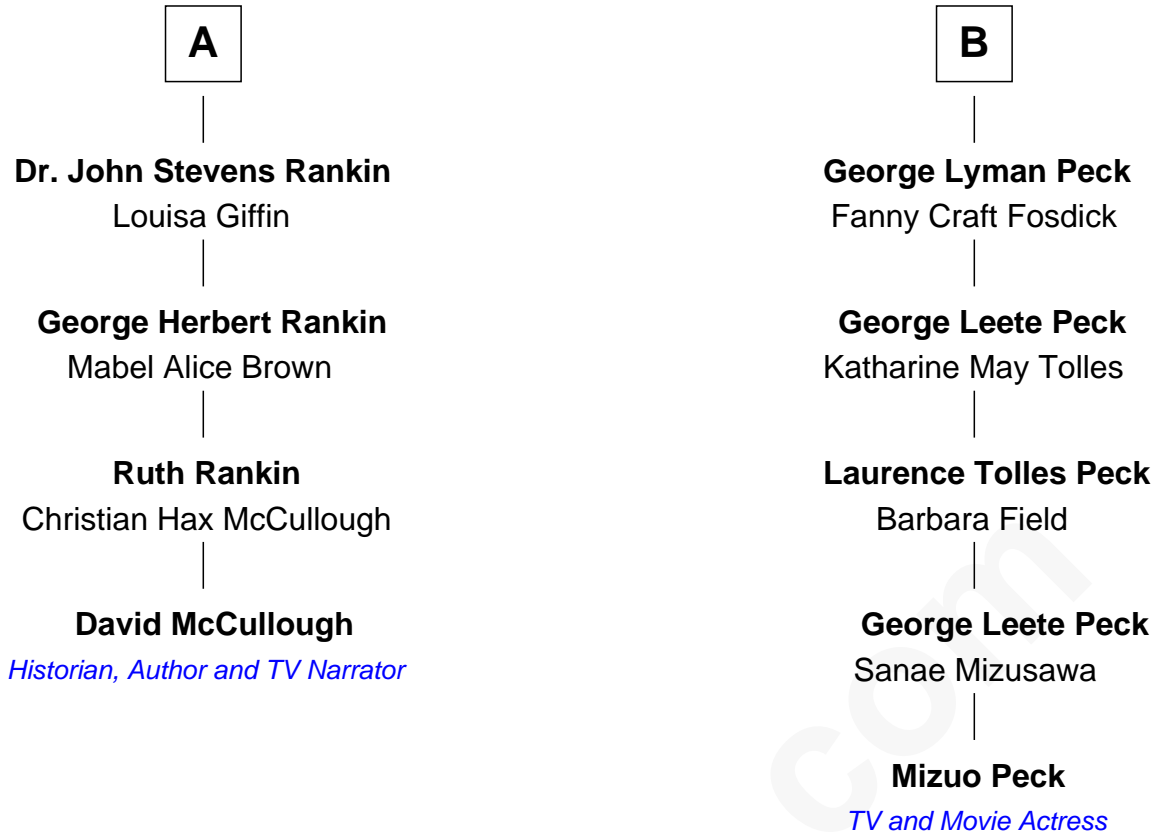 A
Dr. John Stevens Rankin
Louisa Giffin
George Herbert Rankin
Mabel Alice Brown
Ruth Rankin
Christian Hax McCullough
David McCullough
Historian, Author and TV Narrator
B
George Lyman Peck
Fanny Craft Fosdick
George Leete Peck
Katharine May Tolles
Laurence Tolles Peck
Barbara Field
George Leete Peck
Sanae Mizusawa
Mizuo Peck
TV and Movie Actress
com